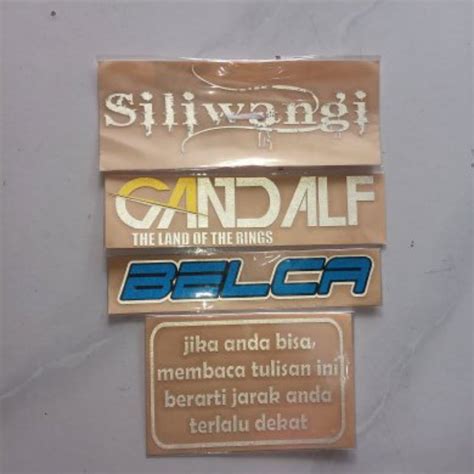 Siliwangi
GANDALF
THE LAND OF THE RINGS
BELCA
jika anda bisa,
membaca tulisan ini
berarti jarak anda
terlalu dekat